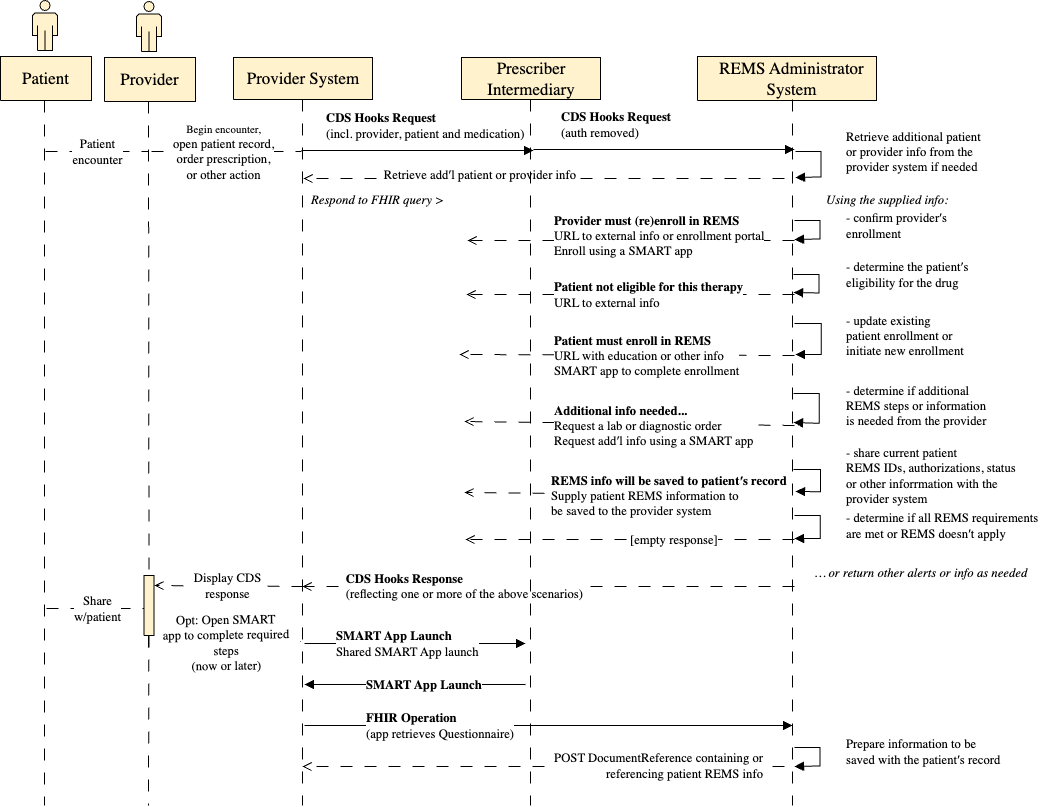 Patient
Provider
Provider System
Prescriber
Intermediary
REMS Administrator
System
Patient
encounter
Begin encounter,
open patient record,
order prescription,
or other action
CDS Hooks Request
(incl. provider, patient and medication)
CDS Hooks Request
(auth removed)
Retrieve additional patient
or provider info from the
provider system if needed
Retrieve add'l patient or provider info
Respond to FHIR query >
Using the supplied info:
Provider must (re)enroll in REMS
URL to external info or enrollment portal
Enroll using a SMART app
- confirm provider's
enrollment
Patient not eligible for this therapy
URL to external info
- determine the patient's
eligibility for the drug
Patient must enroll in REMS
URL with education or other info
SMART app to complete enrollment
- update existing
patient enrollment or
initiate new enrollment
Additional info needed...
Request a lab or diagnostic order
Request add'l info using a SMART app
- determine if additional
REMS steps or information
is needed from the provider
REMS info will be saved to patient's record
Supply patient REMS information to
be saved to the provider system
- share current patient
REMS IDs, authorizations, status
or other inforrmation with the
provider system
[empty response]
- determine if all REMS requirements
are met or REMS doesn't apply
... or return other alerts or info as needed
Display CDS
response
CDS Hooks Response
(reflecting one or more of the above scenarios)
Share
w/patient
Opt: Open SMART
app to complete required
steps
(now or later)
SMART App Launch
Shared SMART App launch
SMART App Launch
FHIR Operation
(app retrieves Questionnaire)
POST DocumentReference containing or
referencing patient REMS info
Prepare information to be
saved with the patient's record